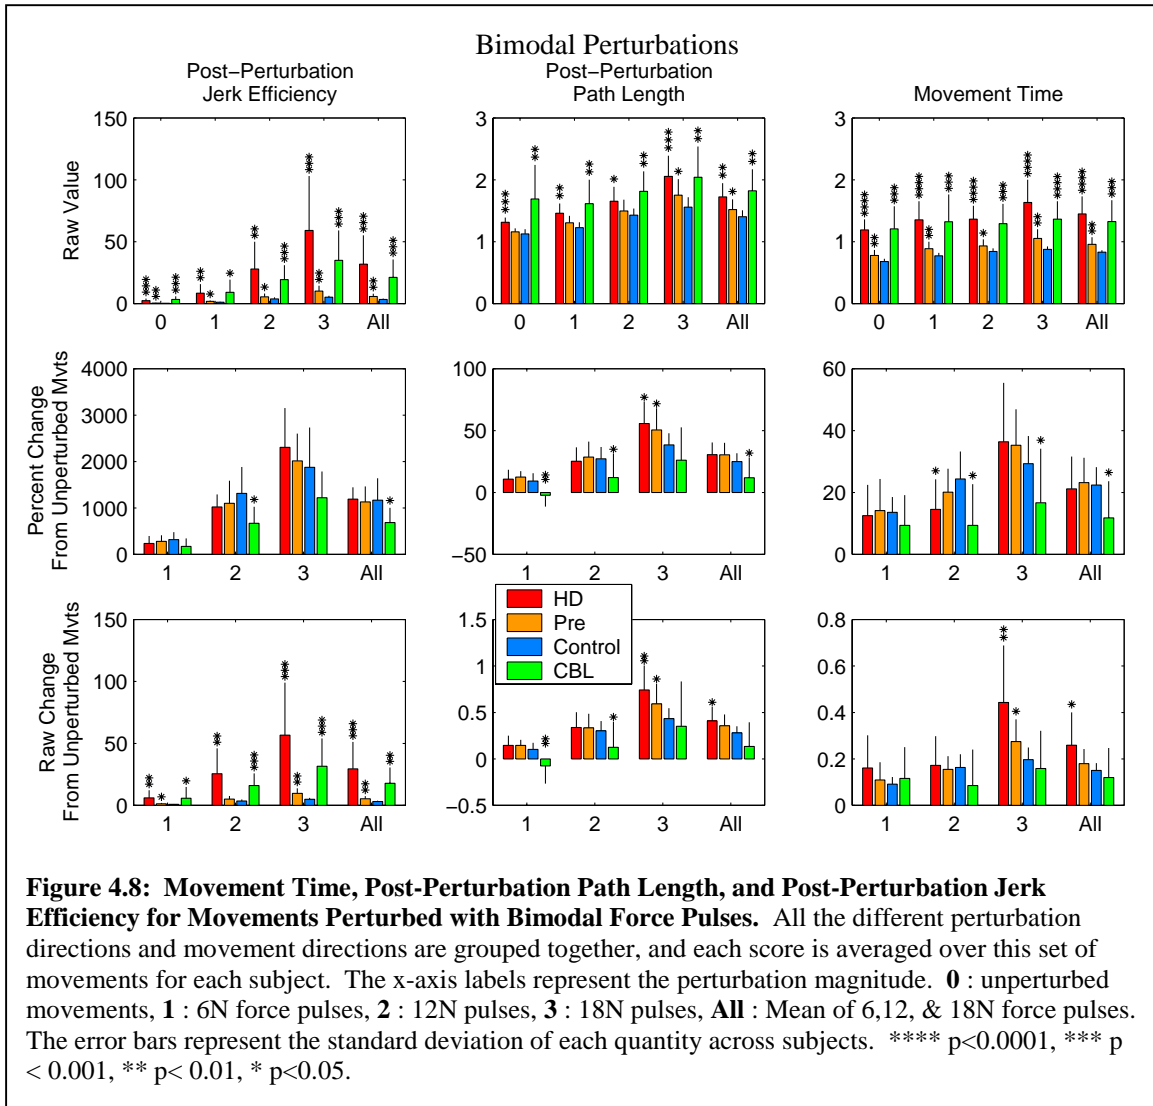 Bimodal Perturbations
Post−Perturbation
Jerk Efficiency
Post−Perturbation
Path Length
Movement Time
Raw Value
150
100
50
0
0 1 2 3 All
*** ** *** *** * * ** * *** *** ** *** *** ** ***
3
2
1
0
0 1 2 3 All
*** ** ** ** * ** *** * ** ** * **
3
2
1
0
0 1 2 3 All
**** ** *** **** ** *** **** * **** **** ** **** **** ** ****
Percent Change
From Unperturbed Mvts
4000
3000
2000
1000
0
1 2 3 All
* *
100
50
0
−50
1 2 3 All
** * * * *
60
40
20
0
1 2 3 All
* * * *
Raw Change
From Unperturbed Mvts
150
100
50
0
1 2 3 All
** * * ** *** *** ** *** *** ** **
1.5
1
0.5
0
−0.5
1 2 3 All
** * ** * *
HD
Pre
Control
CBL
0.8
0.6
0.4
0.2
0
1 2 3 All
** * *
Figure 4.8: Movement Time, Post-Perturbation Path Length, and Post-Perturbation Jerk
Efficiency for Movements Perturbed with Bimodal Force Pulses. All the different perturbation
directions and movement directions are grouped together, and each score is averaged over this set of
movements for each subject. The x-axis labels represent the perturbation magnitude. 0 : unperturbed
movements, 1 : 6N force pulses, 2 : 12N pulses, 3 : 18N pulses, All : Mean of 6,12, & 18N force pulses.
The error bars represent the standard deviation of each quantity across subjects. **** p<0.0001, *** p
< 0.001, ** p< 0.01, * p<0.05.